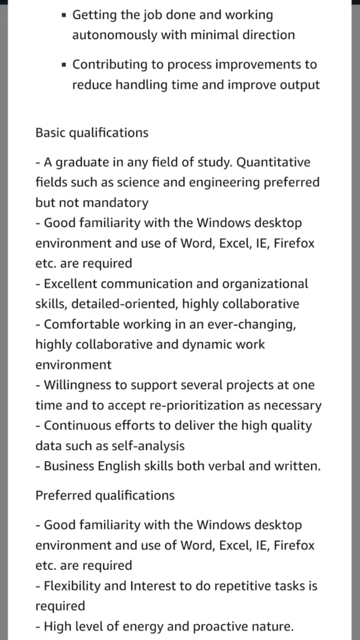 ▪ Getting the job done and working
autonomously with minimal direction
▪ Contributing to process improvements to
reduce handling time and improve output
Basic qualifications
- A graduate in any field of study. Quantitative
fields such as science and engineering preferred
but not mandatory
- Good familiarity with the Windows desktop
environment and use of Word, Excel, IE, Firefox
etc. are required
- Excellent communication and organizational
skills, detailed-oriented, highly collaborative
- Comfortable working in an ever-changing,
highly collaborative and dynamic work
environment
- Willingness to support several projects at one
time and to accept re-prioritization as necessary
- Continuous efforts to deliver the high quality
data such as self-analysis
- Business English skills both verbal and written.
Preferred qualifications
- Good familiarity with the Windows desktop
environment and use of Word, Excel, IE, Firefox
etc. are required
- Flexibility and Interest to do repetitive tasks is
required
- High level of energy and proactive nature.